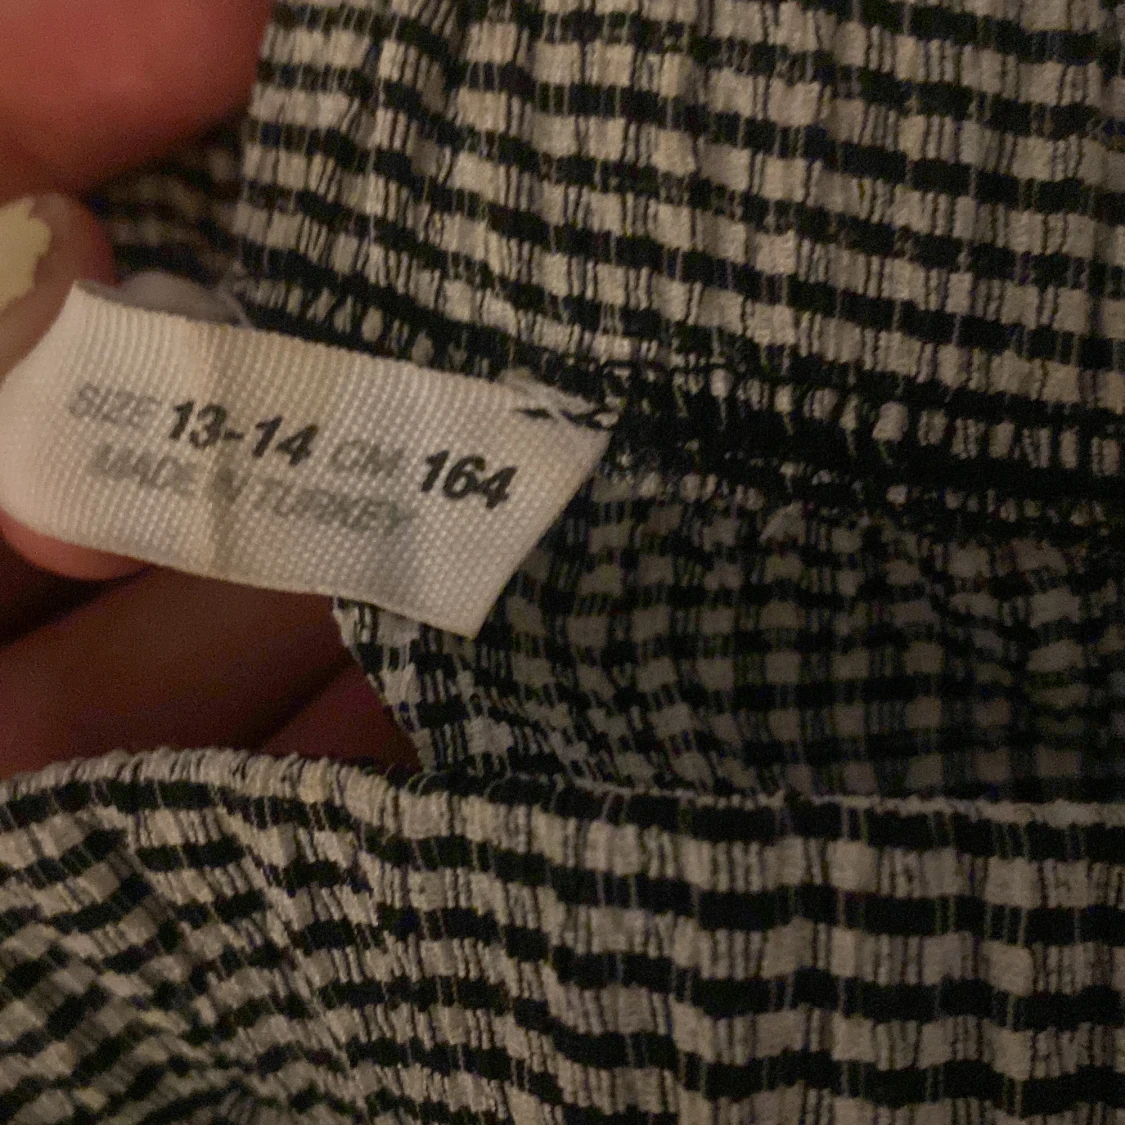 SIZE 13-14 CM. 164
MADE IN TURKEY